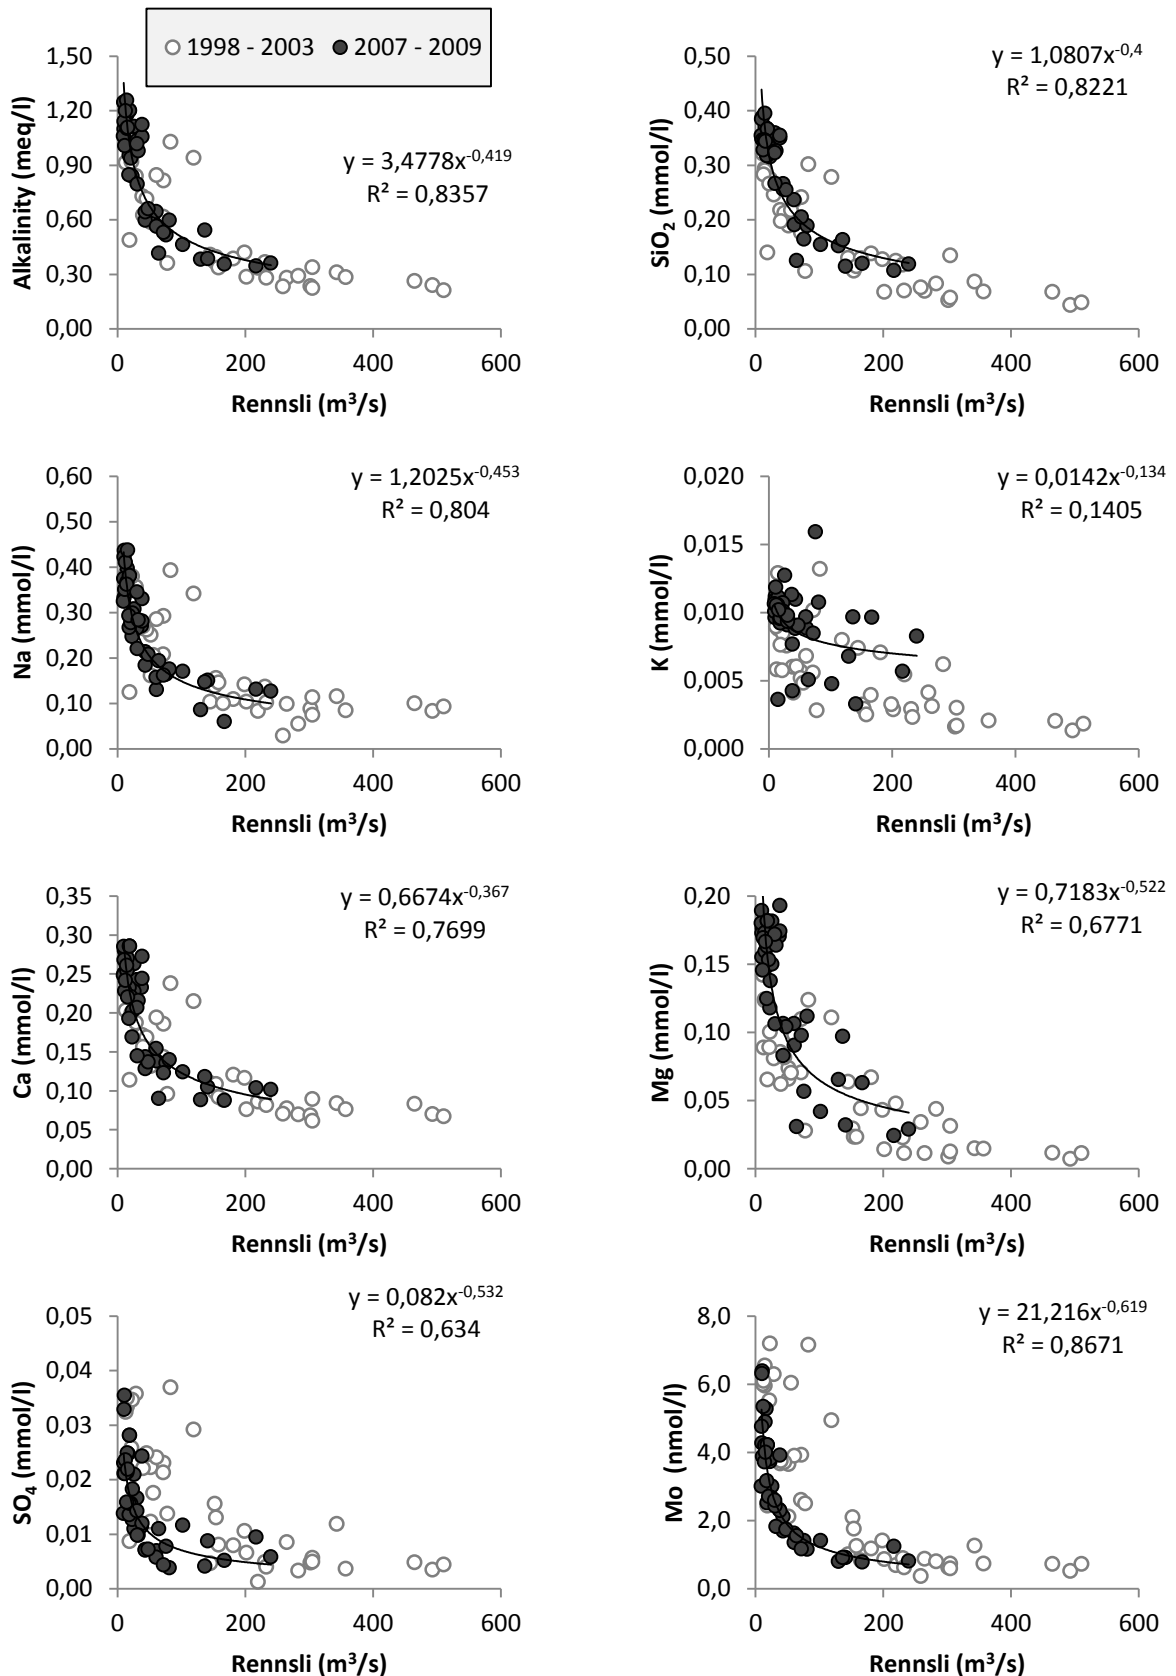 1998 - 2003 2007 - 2009
1,50
1,20
0,90
0,60
0,30
0,00
Alkalinity (meq/l)
y = 3,4778x^-0,419
R² = 0,8357
0 200 400 600
Rennsli (m³/s)
0,50
0,40
0,30
0,20
0,10
0,00
SiO₂ (mmol/l)
y = 1,0807x^-0,4
R² = 0,8221
0 200 400 600
Rennsli (m³/s)
0,60
0,50
0,40
0,30
0,20
0,10
0,00
Na (mmol/l)
y = 1,2025x^-0,453
R² = 0,804
0 200 400 600
Rennsli (m³/s)
0,020
0,015
0,010
0,005
0,000
K (mmol/l)
y = 0,0142x^-0,134
R² = 0,1405
0 200 400 600
Rennsli (m³/s)
0,35
0,30
0,25
0,20
0,15
0,10
0,05
0,00
Ca (mmol/l)
y = 0,6674x^-0,367
R² = 0,7699
0 200 400 600
Rennsli (m³/s)
0,20
0,15
0,10
0,05
0,00
Mg (mmol/l)
y = 0,7183x^-0,522
R² = 0,6771
0 200 400 600
Rennsli (m³/s)
0,05
0,04
0,03
0,02
0,01
0,00
SO₄ (mmol/l)
y = 0,082x^-0,532
R² = 0,634
0 200 400 600
Rennsli (m³/s)
8,0
6,0
4,0
2,0
0,0
Mo (nmol/l)
y = 21,216x^-0,619
R² = 0,8671
0 200 400 600
Rennsli (m³/s)